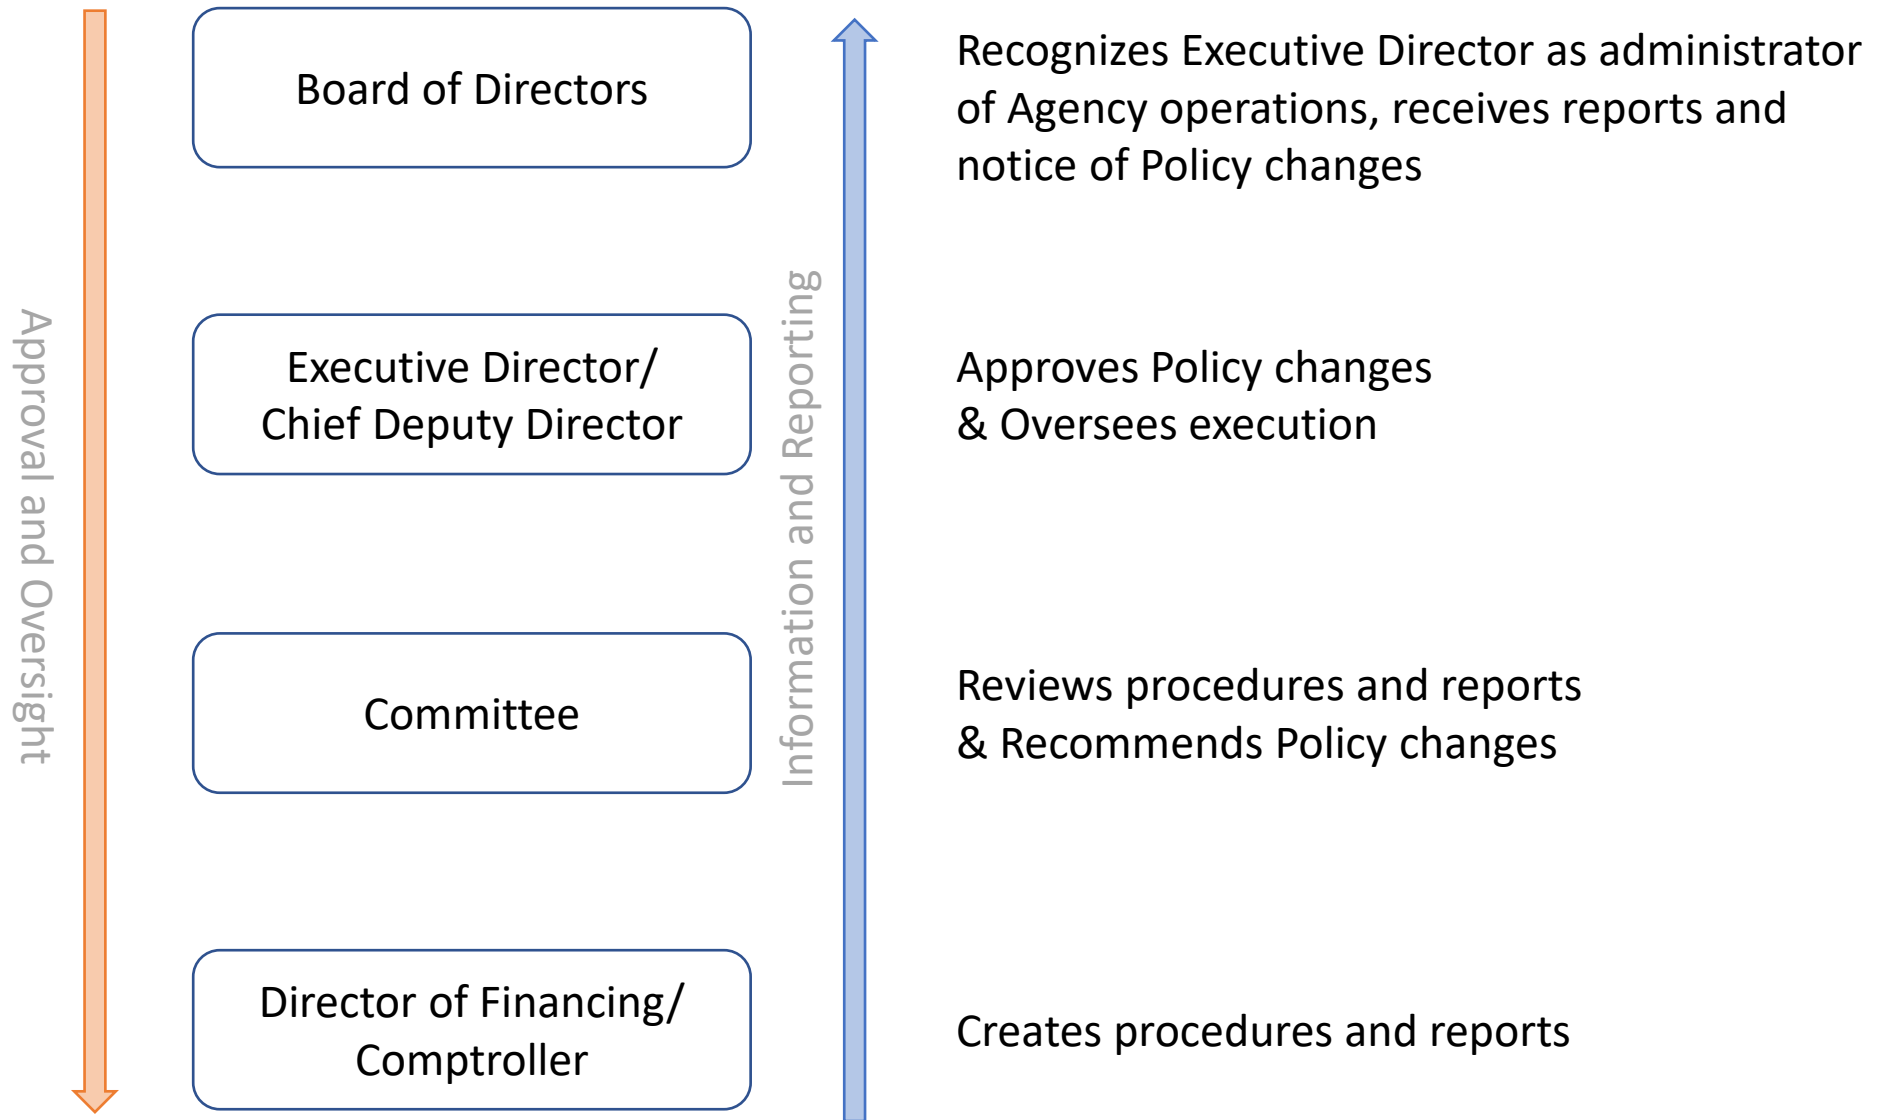 Board of Directors
Recognizes Executive Director as administrator
of Agency operations, receives reports and
notice of Policy changes
Approval and Oversight
Information and Reporting
Executive Director/
Chief Deputy Director
Approves Policy changes
& Oversees execution
Committee
Reviews procedures and reports
& Recommends Policy changes
Director of Financing/
Comptroller
Creates procedures and reports